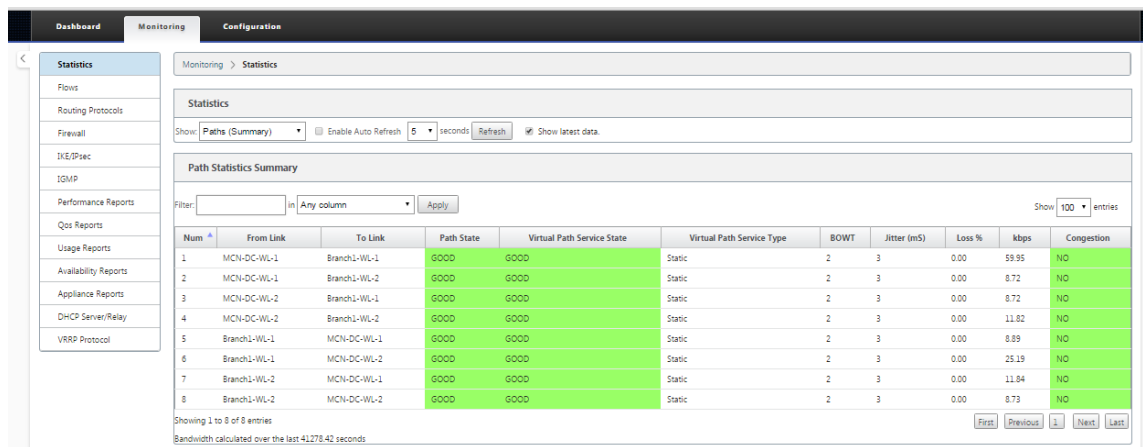 Dashboard Monitoring Configuration
Statistics
Flows
Routing Protocols
Firewall
IKE/IPsec
IGMP
Performance Reports
Qos Reports
Usage Reports
Availability Reports
Appliance Reports
DHCP Server/Relay
VRRP Protocol
Monitoring > Statistics
Statistics
Show: Paths (Summary) Enable Auto Refresh 5 seconds Refresh Show latest data.
Path Statistics Summary
Filter: in Any column Apply
Show 100 entries
Num From Link To Link Path State Virtual Path Service State Virtual Path Service Type BOWT Jitter (mS) Loss % kbps Congestion
1 MCN-DC-WL-1 Branch1-WL-1 GOOD GOOD Static 2 3 0.00 59.95 NO
2 MCN-DC-WL-1 Branch1-WL-2 GOOD GOOD Static 2 3 0.00 8.72 NO
3 MCN-DC-WL-2 Branch1-WL-1 GOOD GOOD Static 2 3 0.00 8.72 NO
4 MCN-DC-WL-2 Branch1-WL-2 GOOD GOOD Static 2 3 0.00 11.82 NO
5 Branch1-WL-1 MCN-DC-WL-1 GOOD GOOD Static 2 3 0.00 8.89 NO
6 Branch1-WL-1 MCN-DC-WL-2 GOOD GOOD Static 2 3 0.00 25.19 NO
7 Branch1-WL-2 MCN-DC-WL-1 GOOD GOOD Static 2 3 0.00 11.84 NO
8 Branch1-WL-2 MCN-DC-WL-2 GOOD GOOD Static 2 3 0.00 8.73 NO
Showing 1 to 8 of 8 entries
First Previous 1 Next Last
Bandwidth calculated over the last 41278.42 seconds